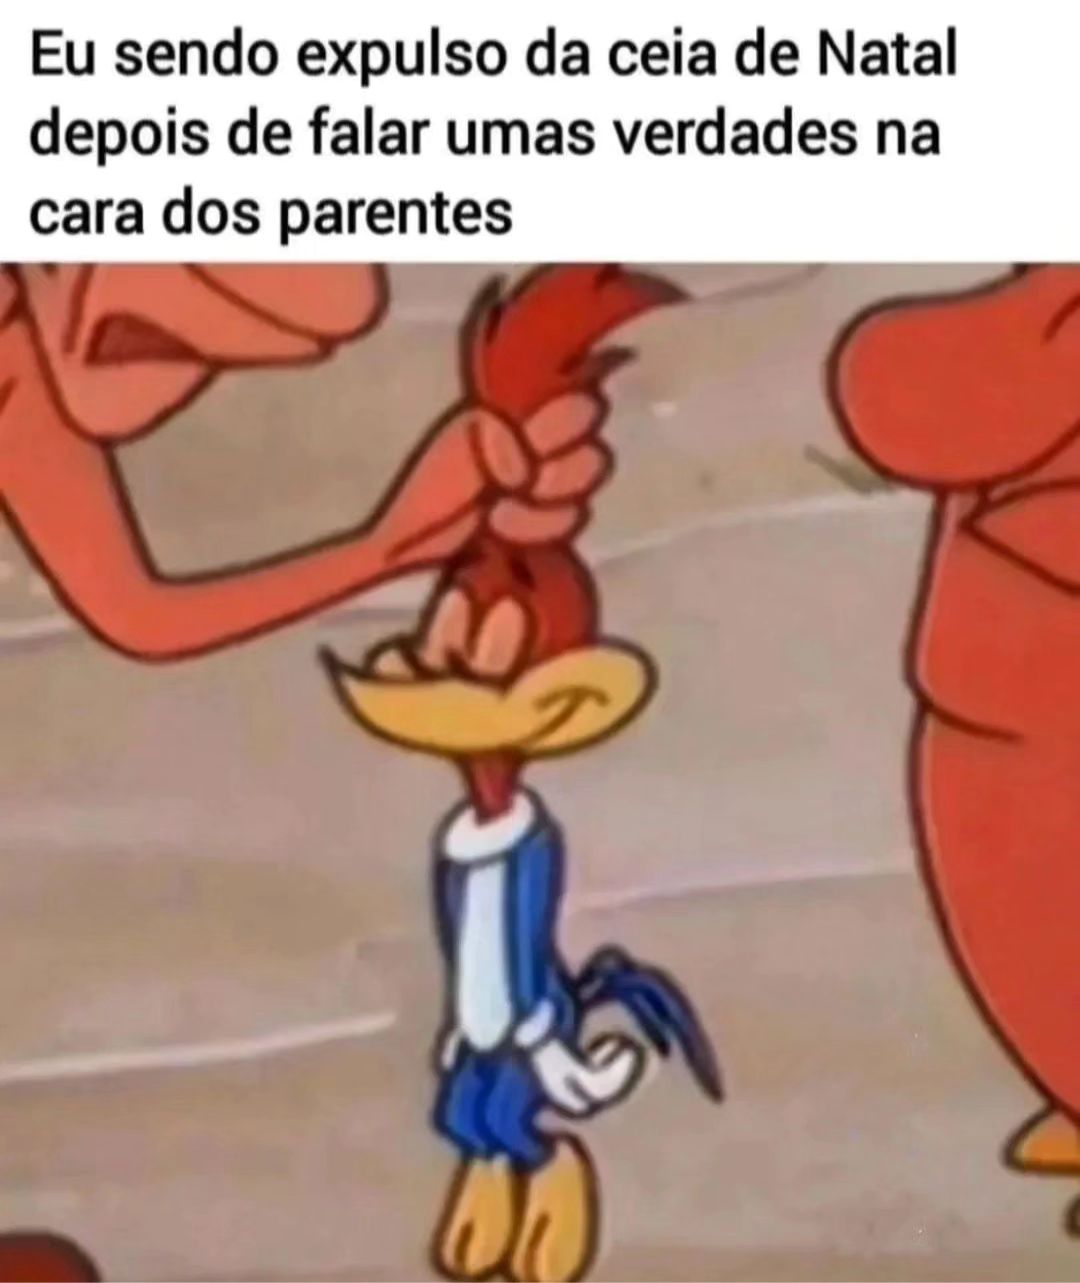 Eu sendo expulso da ceia de Natal
depois de falar umas verdades na
cara dos parentes